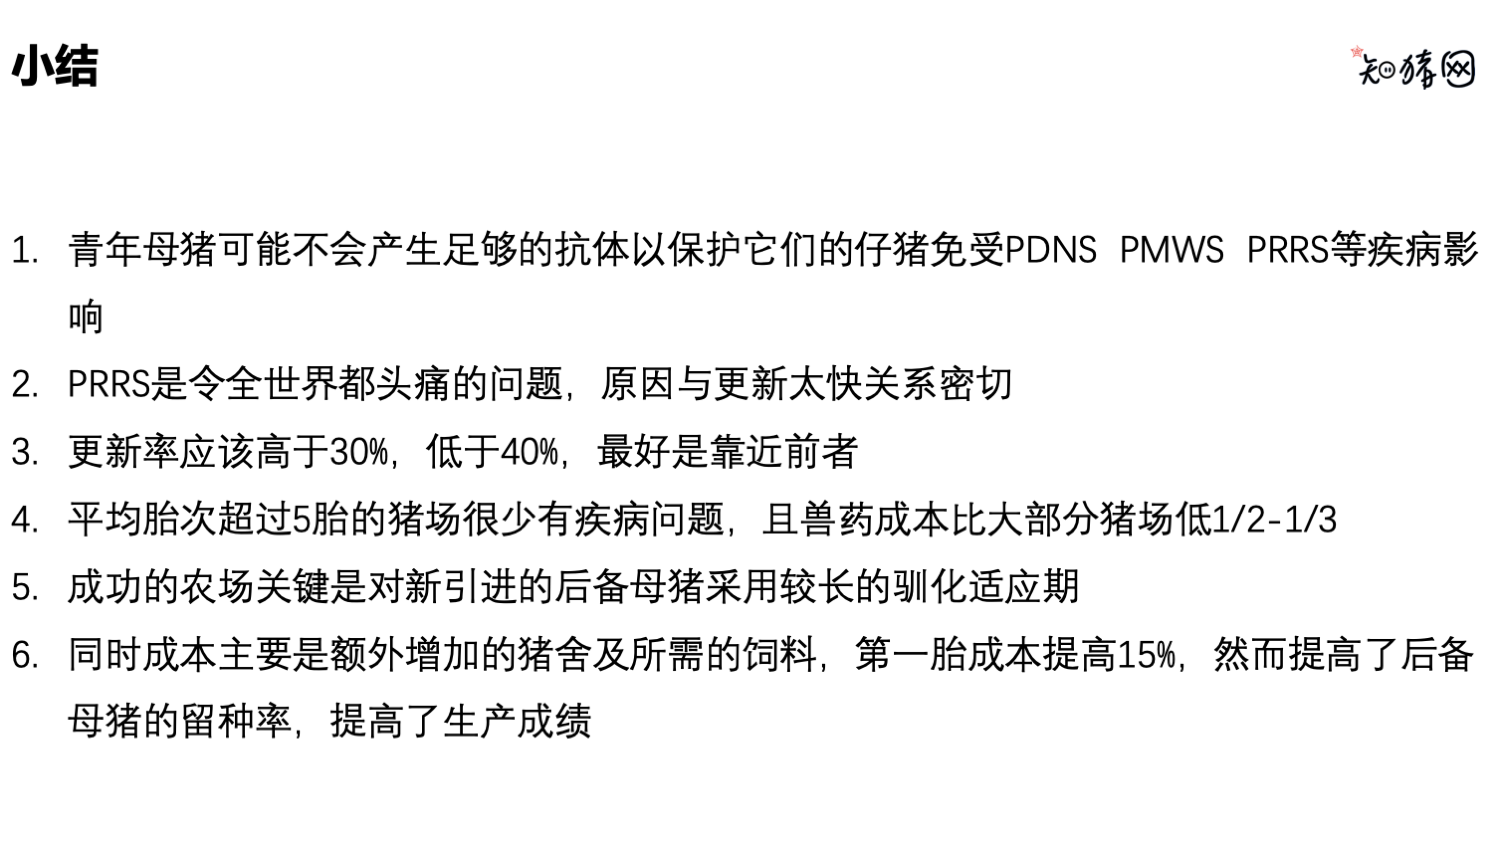 小结
知猪网
1. 青年母猪可能不会产生足够的抗体以保护它们的仔猪免受PDNS PMWS PRRS等疾病影
响
2. PRRS是令全世界都头痛的问题，原因与更新太快关系密切
3. 更新率应该高于30%，低于40%，最好是靠近前者
4. 平均胎次超过5胎的猪场很少有疾病问题，且兽药成本比大部分猪场低1/2-1/3
5. 成功的农场关键是对新引进的后备母猪采用较长的驯化适应期
6. 同时成本主要是额外增加的猪舍及所需的饲料，第一胎成本提高15%，然而提高了后备
母猪的留种率，提高了生产成绩